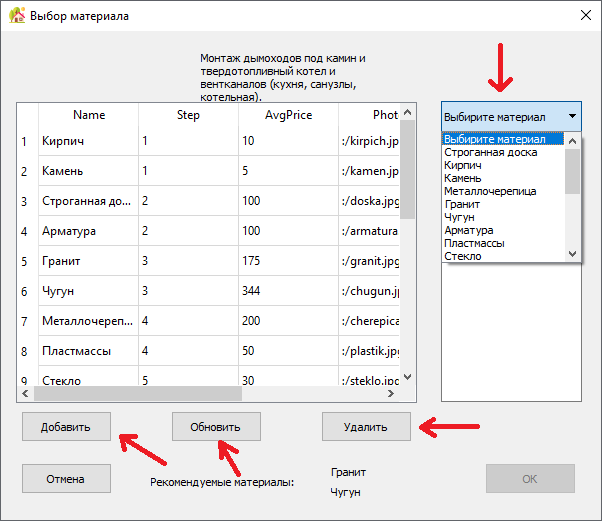 Выбор материала
Монтаж дымоходов под камин и
твердотопливный котел и
вентканалов (кухня, санузлы,
котельная).
Name Step AvgPrice Phot
1 Кирпич 1 10 :/kirpich.jp
2 Камень 1 5 :/kamen.jp
3 Строганная до... 2 100 :/doska.jpg
4 Арматура 2 100 :/armatura
5 Гранит 3 175 :/granit.jp
6 Чугун 3 344 :/chugun.jp
7 Металлочереп... 4 200 :/cherepica
8 Пластмассы 4 50 :/plastik.jp
9 Стекло 5 30 :/steklo.jp
Выбирите материал
Выбирите материал
Строганная доска
Кирпич
Камень
Металлочерепица
Гранит
Чугун
Арматура
Пластмассы
Стекло
Добавить Обновить Удалить
Отмена
Рекомендуемые материалы:
Гранит
Чугун
OK